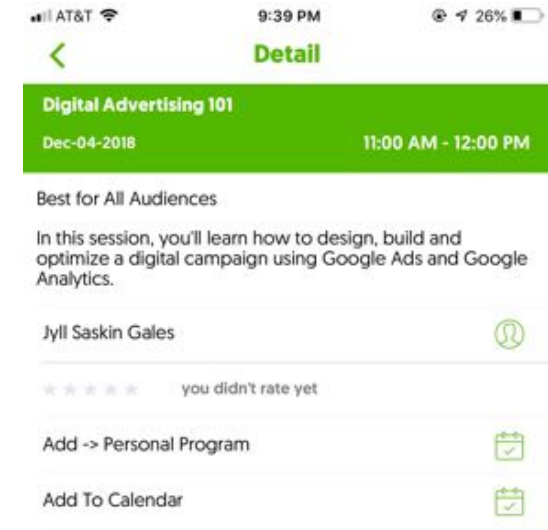 AT&T 9:39 PM 26%
Detail
Digital Advertising 101
Dec-04-2018 11:00 AM - 12:00 PM
Best for All Audiences
In this session, you'll learn how to design, build and
optimize a digital campaign using Google Ads and Google
Analytics.
Jyll Saskin Gales
you didn't rate yet
Add -> Personal Program
Add To Calendar